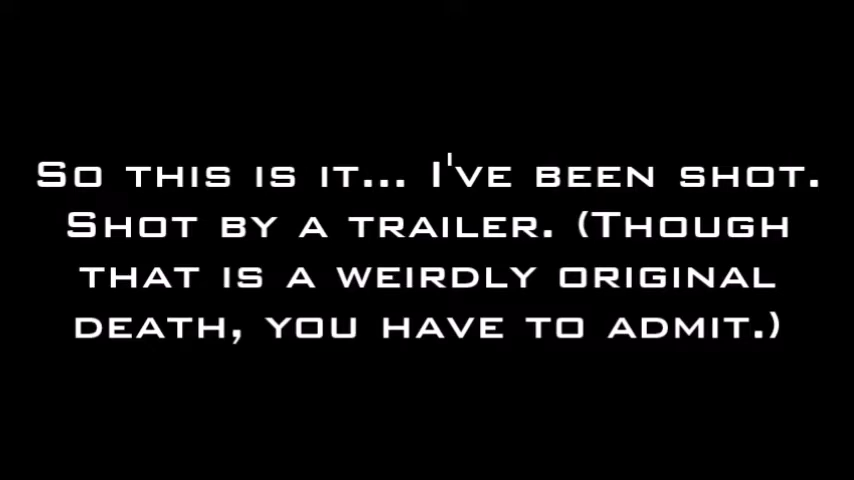 So this is it... I've been shot.
Shot by a trailer. (Though
that is a weirdly original
death, you have to admit.)